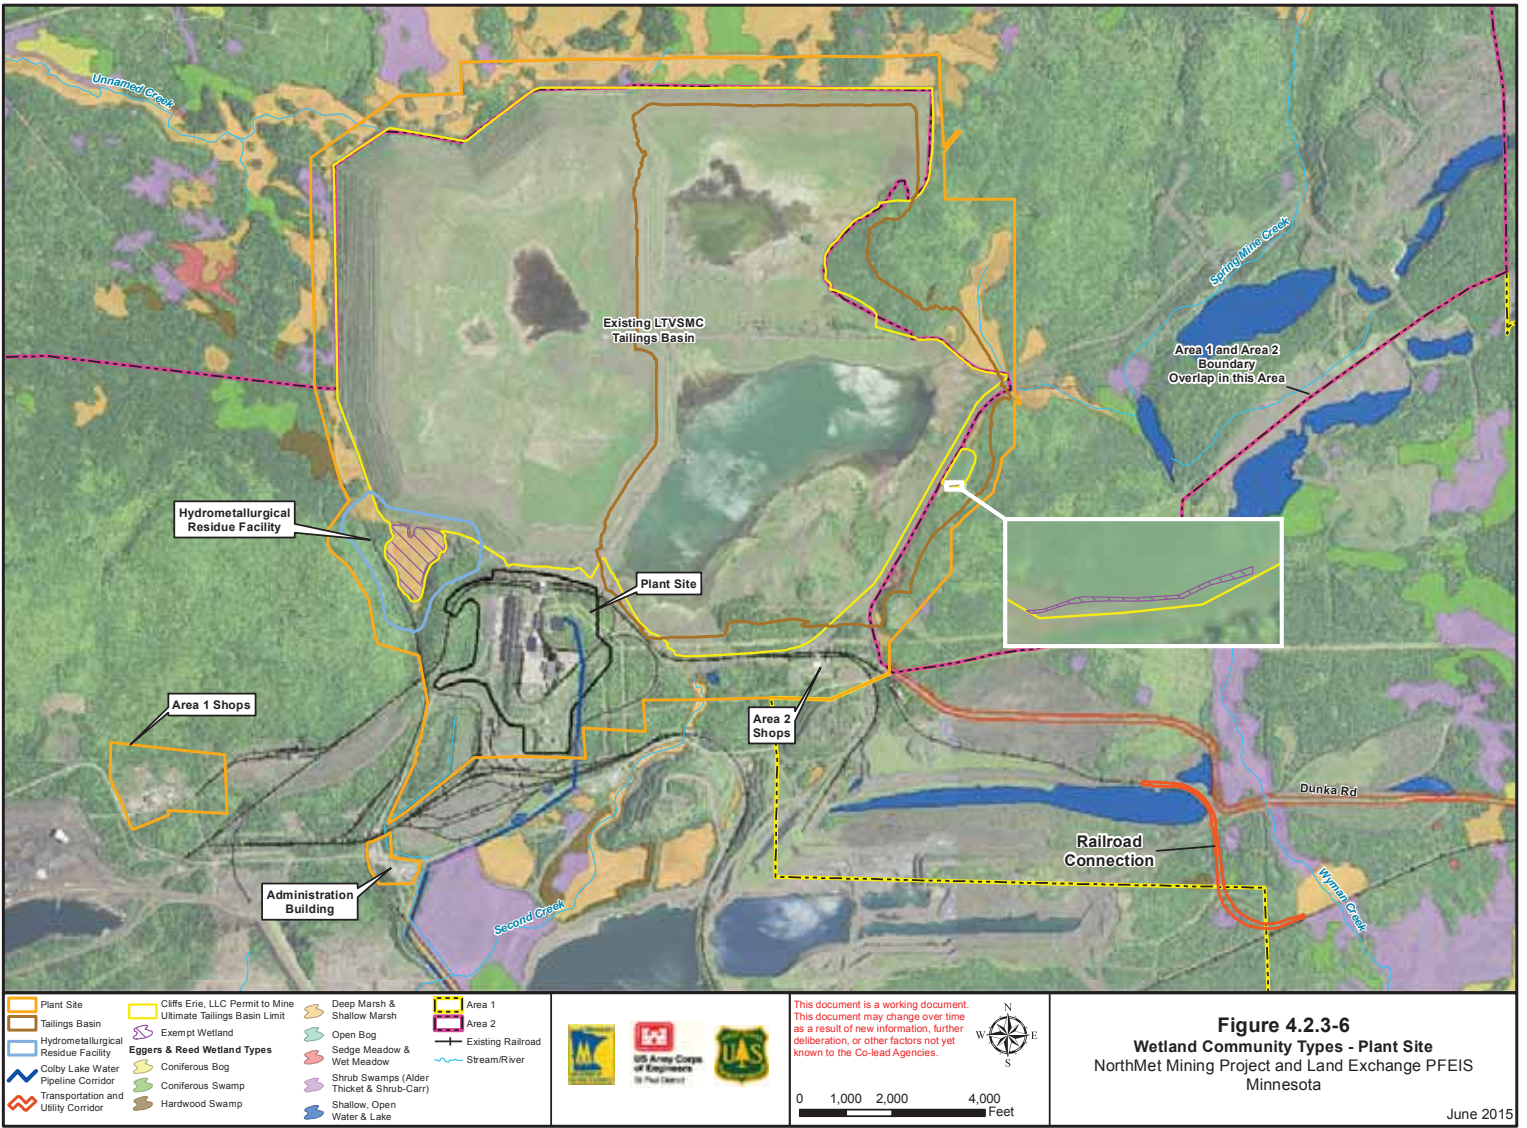 Unnamed Creek
Spring Mine Creek
Existing LTVSMC
Tailings Basin
Area 1 and Area 2
Boundary
Overlap in this Area
Hydrometallurgical
Residue Facility
Plant Site
Area 1 Shops
Area 2
Shops
Dunka Rd
Railroad
Connection
Administration
Building
Second Creek
Wyman Creek
Plant Site
Tailings Basin
Hydrometallurgical
Residue Facility
Colby Lake Water
Pipeline Corridor
Transportation and
Utility Corridor
Cliffs Erie, LLC Permit to Mine
Ultimate Tailings Basin Limit
Exempt Wetland
Eggers & Reed Wetland Types
Coniferous Bog
Coniferous Swamp
Hardwood Swamp
Deep Marsh &
Shallow Marsh
Open Bog
Sedge Meadow &
Wet Meadow
Shrub Swamps (Alder
Thicket & Shrub-Carr)
Shallow, Open
Water & Lake
Area 1
Area 2
Existing Railroad
Stream/River
US Army Corps
of Engineers
St Paul District
UAS
This document is a working document.
This document may change over time
as a result of new information, further
deliberation, or other factors not yet
known to the Co-lead Agencies.
N
W E
S
0 1,000 2,000 4,000
Feet
Figure 4.2.3-6
Wetland Community Types - Plant Site
NorthMet Mining Project and Land Exchange PFEIS
Minnesota
June 2015